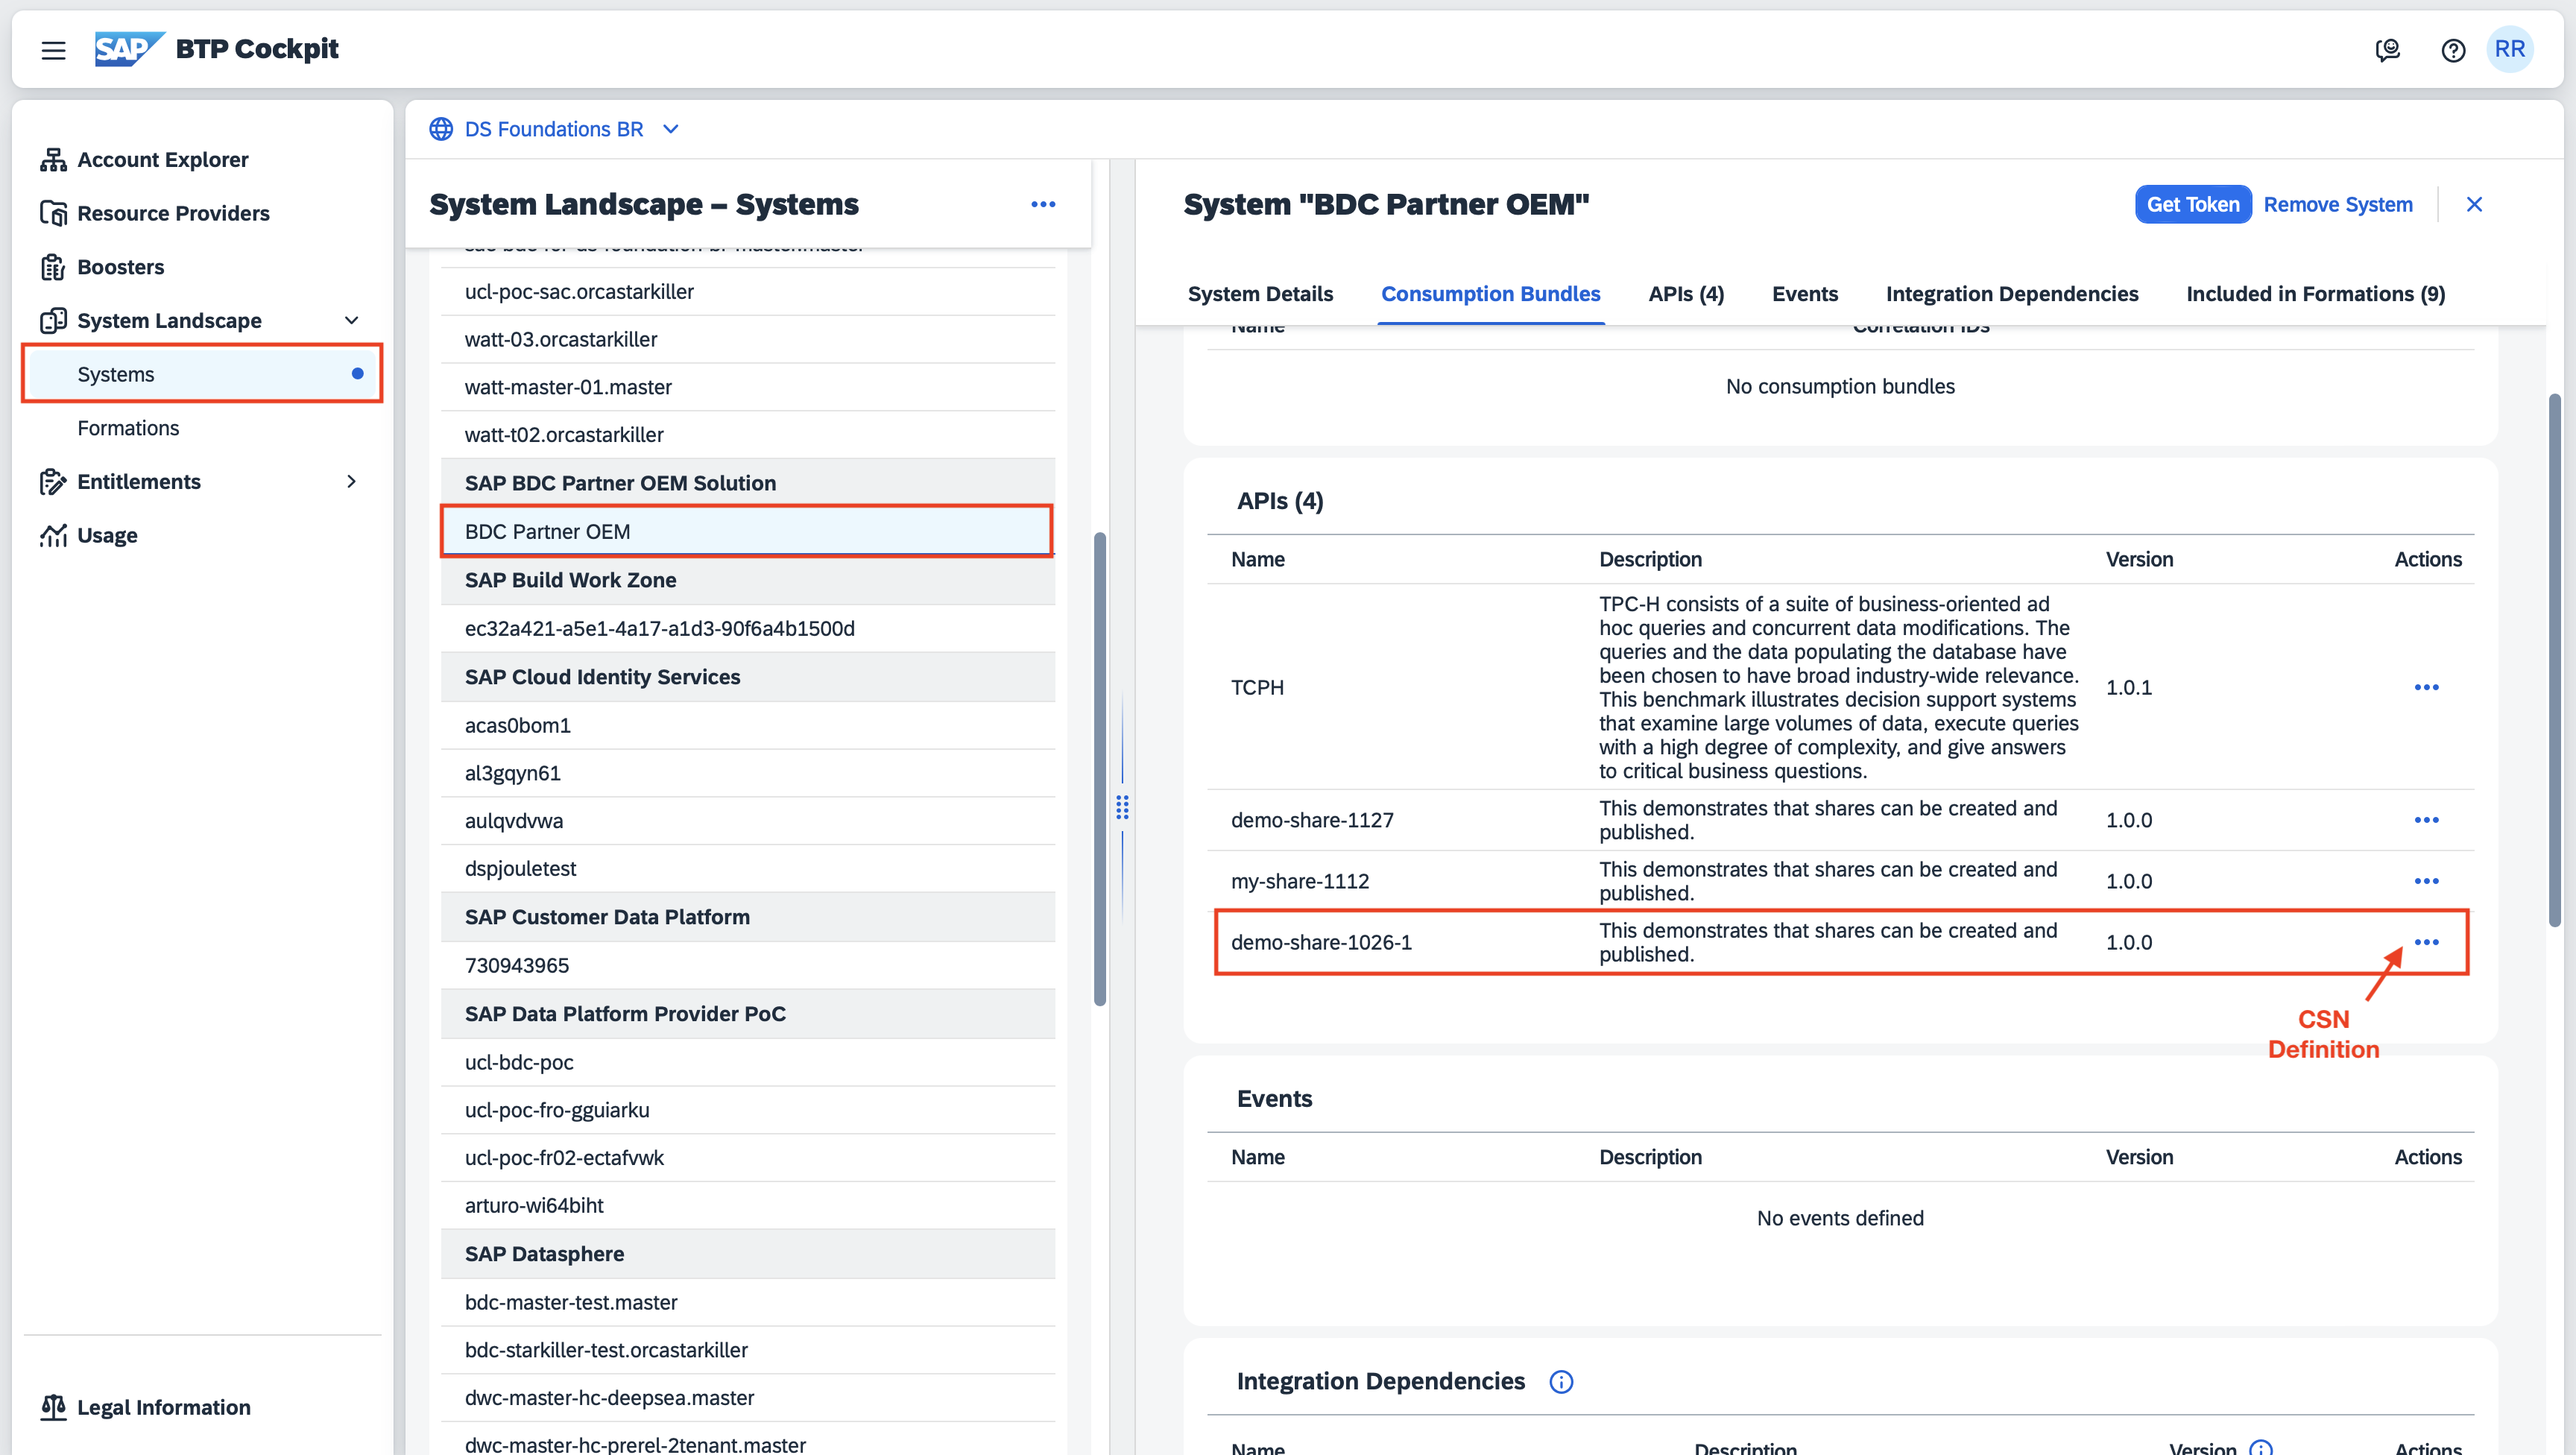 SAP BTP Cockpit
RR
Account Explorer
Resource Providers
Boosters
System Landscape
Systems
Formations
Entitlements
Usage
Legal Information
DS Foundations BR
System Landscape – Systems
ucl-poc-sac.orcastarkiller
watt-03.orcastarkiller
watt-master-01.master
watt-t02.orcastarkiller
SAP BDC Partner OEM Solution
BDC Partner OEM
SAP Build Work Zone
ec32a421-a5e1-4a17-a1d3-90f6a4b1500d
SAP Cloud Identity Services
acas0bom1
al3gqyn61
aulqvdvwa
dspjouletest
SAP Customer Data Platform
730943965
SAP Data Platform Provider PoC
ucl-bdc-poc
ucl-poc-fro-gguiarku
ucl-poc-fr02-ectafvwk
arturo-wi64biht
SAP Datasphere
bdc-master-test.master
bdc-starkiller-test.orcastarkiller
dwc-master-hc-deepsea.master
dwc-master-hc-prerel-2tenant.master
System "BDC Partner OEM"
Get Token Remove System
System Details Consumption Bundles APIs (4) Events Integration Dependencies Included in Formations (9)
Name Correlation IDs
No consumption bundles
APIs (4)
Name Description Version Actions
TCPH
TPC-H consists of a suite of business-oriented ad
hoc queries and concurrent data modifications. The
queries and the data populating the database have
been chosen to have broad industry-wide relevance.
This benchmark illustrates decision support systems
that examine large volumes of data, execute queries
with a high degree of complexity, and give answers
to critical business questions.
1.0.1
demo-share-1127
This demonstrates that shares can be created and
published.
1.0.0
my-share-1112
This demonstrates that shares can be created and
published.
1.0.0
demo-share-1026-1
This demonstrates that shares can be created and
published.
1.0.0
CSN
Definition
Events
Name Description Version Actions
No events defined
Integration Dependencies
Name Description Version Actions